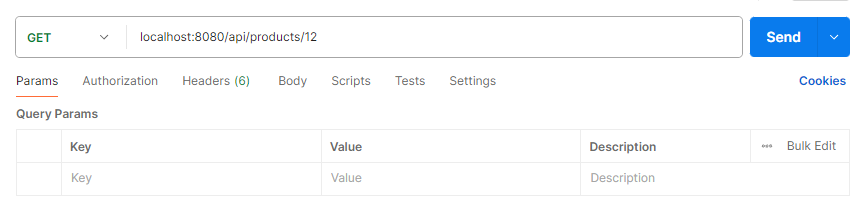 GET localhost:8080/api/products/12 Send
Params Authorization Headers (6) Body Scripts Tests Settings Cookies
Query Params
Key Value Description ••• Bulk Edit
Key Value Description